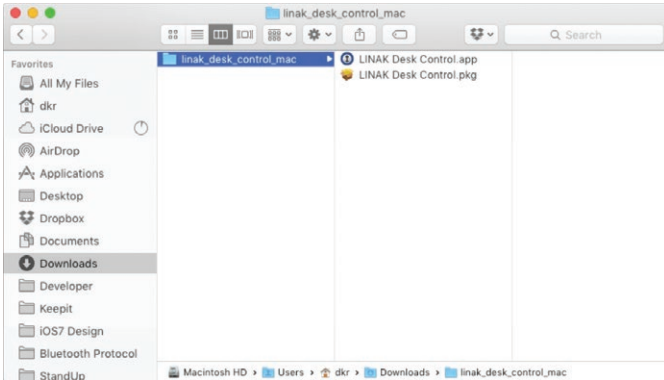 linak_desk_control_mac
Search
Favorites
All My Files
dkr
iCloud Drive
AirDrop
Applications
Desktop
Dropbox
Documents
Downloads
Developer
Keepit
iOS7 Design
Bluetooth Protocol
StandUp
linak_desk_control_mac
LINAK Desk Control.app
LINAK Desk Control.pkg
Macintosh HD Users dkr Downloads linak_desk_control_mac